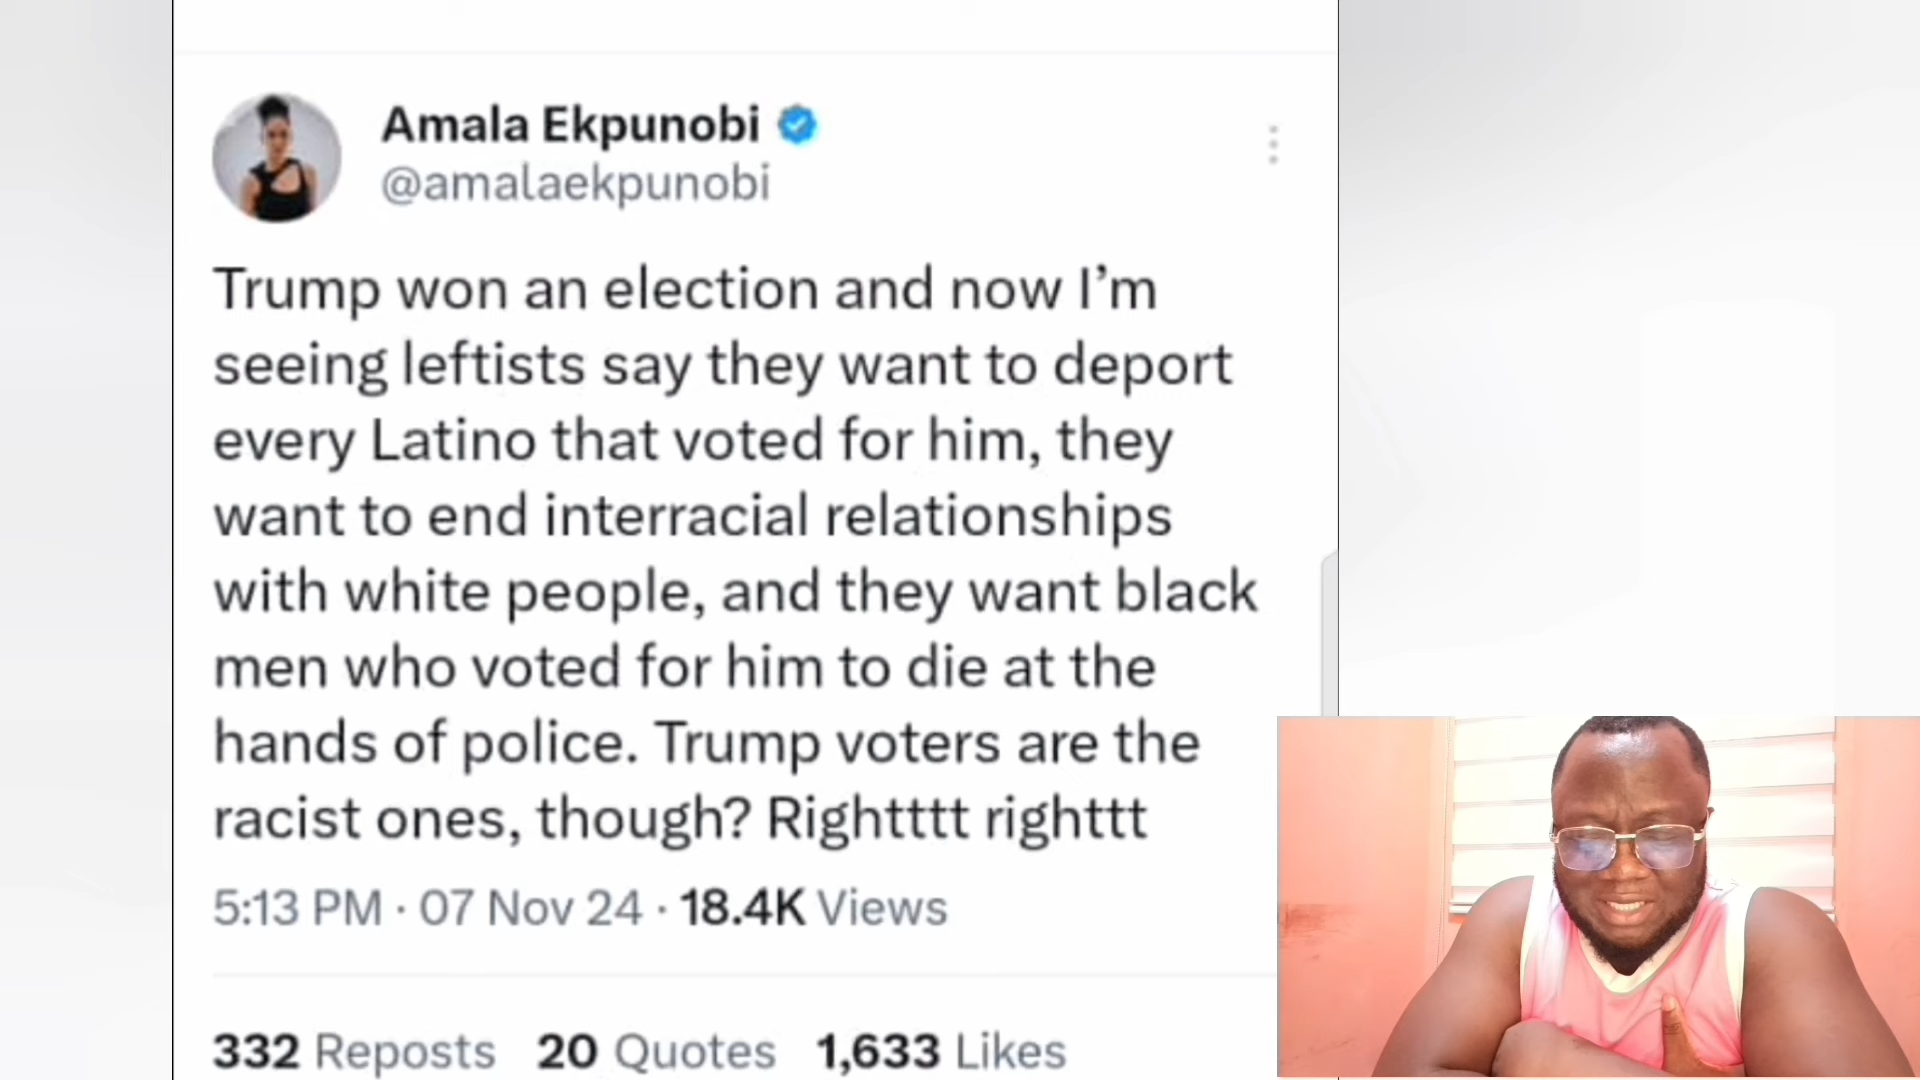 Amala Ekpunobi
@amalaekpunobi
Trump won an election and now I’m
seeing leftists say they want to deport
every Latino that voted for him, they
want to end interracial relationships
with white people, and they want black
men who voted for him to die at the
hands of police. Trump voters are the
racist ones, though? Rightttt righttt
5:13 PM · 07 Nov 24 · 18.4K Views
332 Reposts 20 Quotes 1,633 Likes